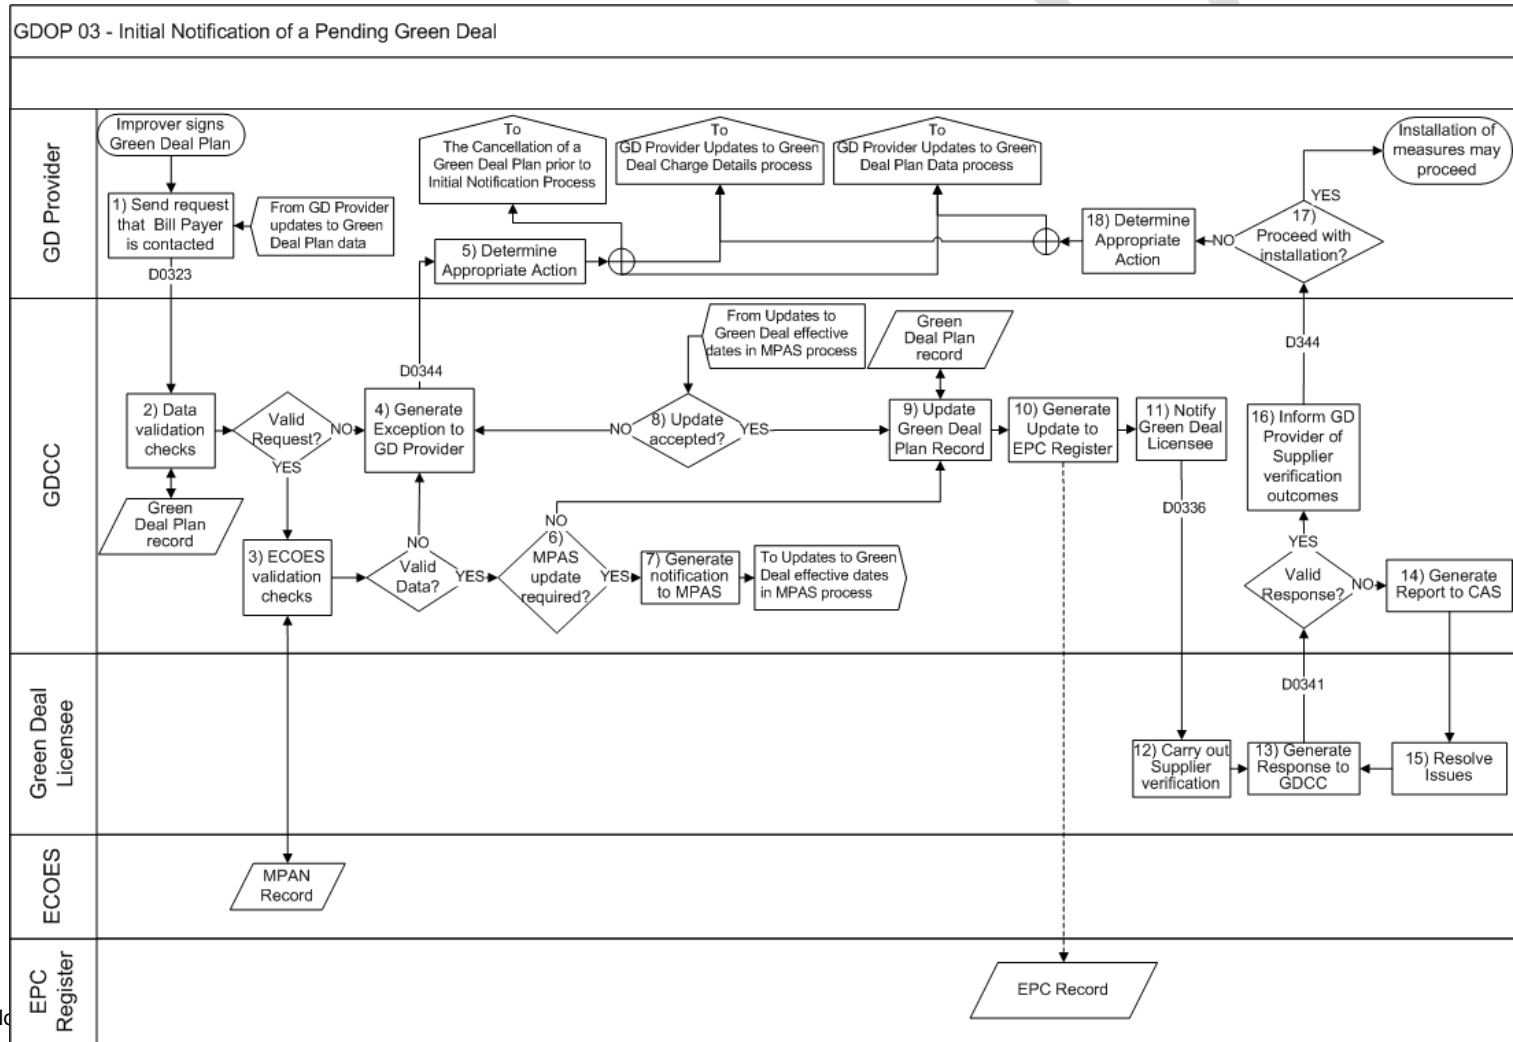 GDOP 03 - Initial Notification of a Pending Green Deal
GD Provider
Improver signs
Green Deal Plan
1) Send request
that Bill Payer
is contacted
From GD Provider
updates to Green
Deal Plan data
D0323
To
The Cancellation of a
Green Deal Plan prior to
Initial Notification Process
To
GD Provider Updates to Green
Deal Charge Details process
To
GD Provider Updates to Green
Deal Plan Data process
5) Determine
Appropriate Action
18) Determine
Appropriate
Action
NO
17)
Proceed with
installation?
YES
Installation of
measures may
proceed
GDCC
2) Data
validation
checks
Green
Deal Plan
record
Valid
Request?
NO
YES
D0344
4) Generate
Exception to
GD Provider
3) ECOES
validation
checks
NO
Valid
Data?
YES
NO
6)
MPAS
update
required?
YES
7) Generate
notification
to MPAS
To Updates to Green
Deal effective dates
in MPAS process
From Updates to
Green Deal effective
dates in MPAS process
NO
8) Update
accepted?
YES
Green
Deal Plan
record
9) Update
Green Deal
Plan Record
10) Generate
Update to
EPC Register
11) Notify
Green Deal
Licensee
D0336
D344
16) Inform GD
Provider of
Supplier
verification
outcomes
YES
Valid
Response?
NO
14) Generate
Report to CAS
Green Deal
Licensee
D0341
12) Carry out
Supplier
verification
13) Generate
Response to
GDCC
15) Resolve
Issues
ECOES
MPAN
Record
EPC
Register
EPC Record